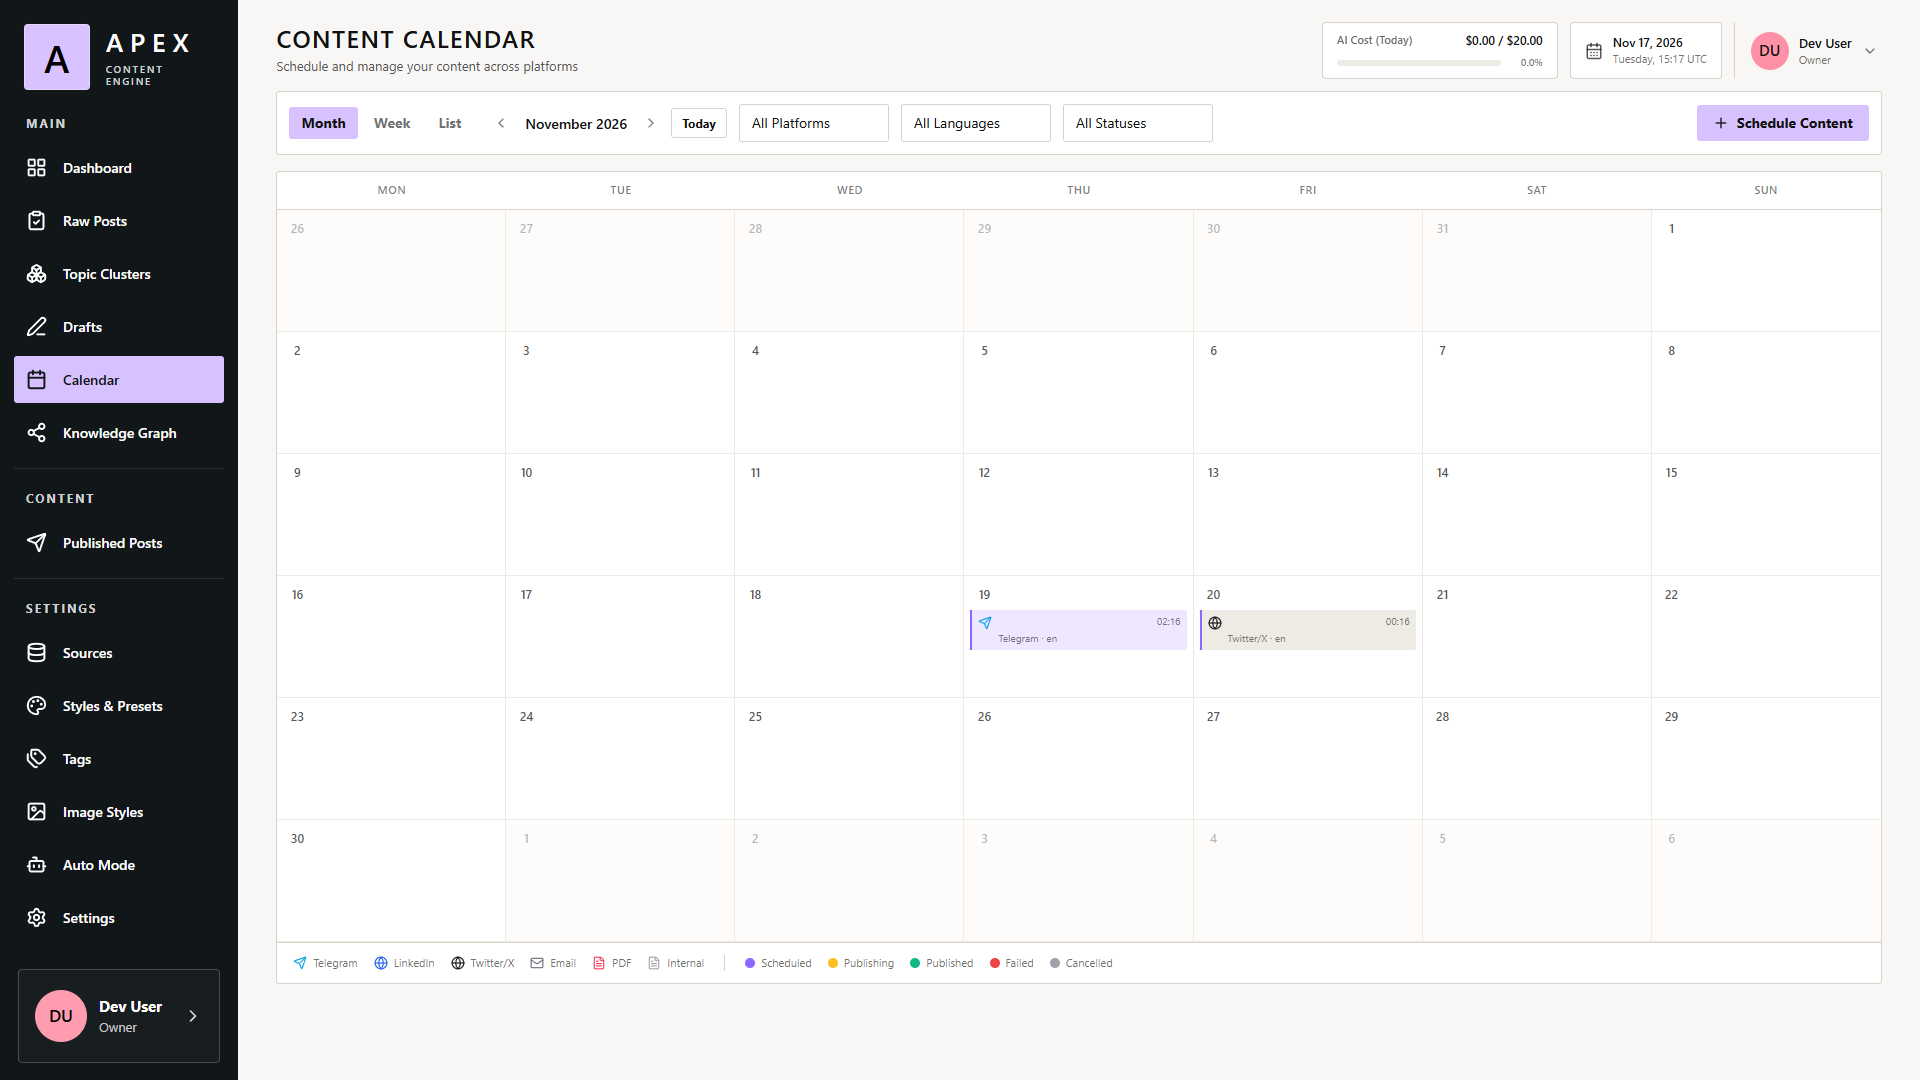 A
APEX
CONTENT
ENGINE
MAIN
Dashboard
Raw Posts
Topic Clusters
Drafts
Calendar
Knowledge Graph
CONTENT
Published Posts
SETTINGS
Sources
Styles & Presets
Tags
Image Styles
Auto Mode
Settings
DU
Dev User
Owner
CONTENT CALENDAR
Schedule and manage your content across platforms
AI Cost (Today) $0.00 / $20.00
0.0%
Nov 17, 2026
Tuesday, 15:17 UTC
DU
Dev User
Owner
Month Week List November 2026 Today All Platforms All Languages All Statuses Schedule Content
MON TUE WED THU FRI SAT SUN
26 27 28 29 30 31 1
2 3 4 5 6 7 8
9 10 11 12 13 14 15
16 17 18 19 20 21 22
02:16
Telegram · en
00:16
Twitter/X · en
23 24 25 26 27 28 29
30 1 2 3 4 5 6
Telegram LinkedIn Twitter/X Email PDF Internal Scheduled Publishing Published Failed Cancelled